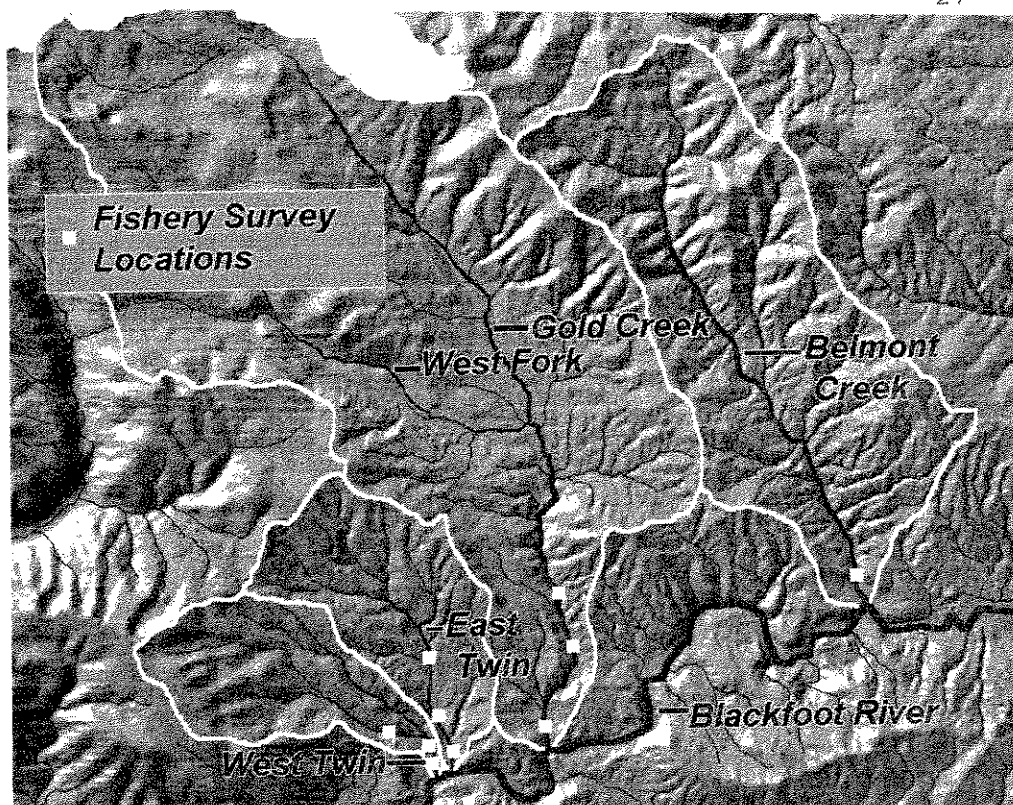 Fishery Survey
Locations
Gold Creek
West Fork
Belmont
Creek
East
Twin
Blackfoot River
West Twin